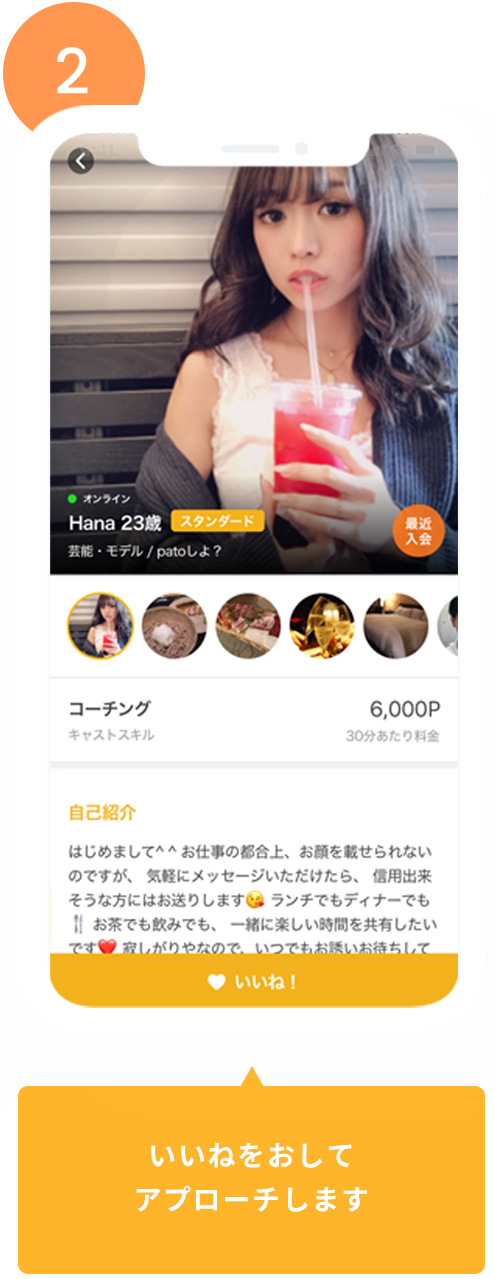 2
オンライン
Hana 23歳 スタンダード
芸能・モデル / patoしよ？
最近
入会
コーチング 6,000P
キャストスキル 30分あたり料金
自己紹介
はじめまして^ ^ お仕事の都合上、お顔を載せられない
のですが、 気軽にメッセージいただけたら、 信用出来
そうな方にはお送りします😘 ランチでもディナーでも
🍴 お茶でも飲みでも、 一緒に楽しい時間を共有したい
です❤️ 寂しがりやなので、いつでもお誘いお待ちして
いいね！
いいねをおして
アプローチします